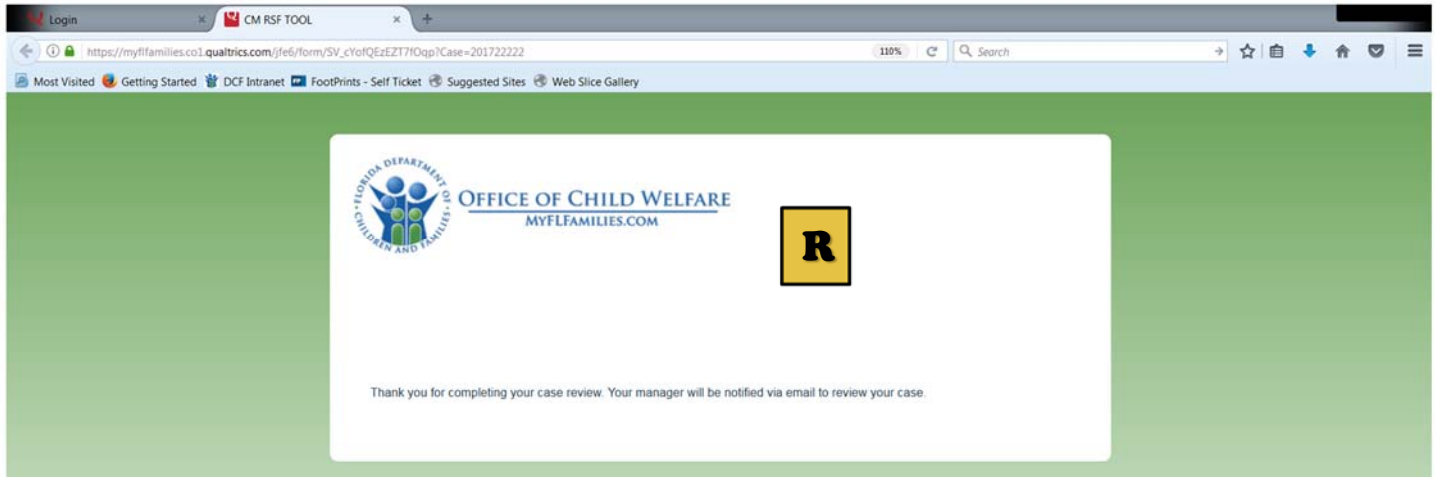 Login
CM RSF TOOL
https://myflfamilies.co1.qualtrics.com/jfe6/form/SV_cYofQEzEZT7fOqp?Case=201722222
110%
Search
Most Visited Getting Started DCF Intranet FootPrints - Self Ticket Suggested Sites Web Slice Gallery
FLORIDA DEPARTMENT OF CHILDREN AND FAMILIES
OFFICE OF CHILD WELFARE
MYFLFAMILIES.COM
R
Thank you for completing your case review. Your manager will be notified via email to review your case.